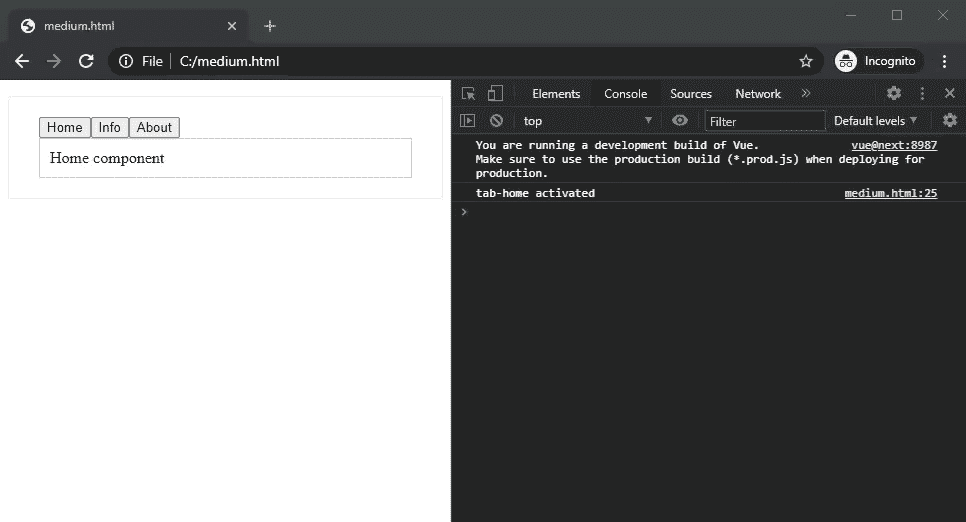 medium.html
File C:/medium.html Incognito
Home Info About
Home component
Elements Console Sources Network »
top Filter Default levels
You are running a development build of Vue. vue@next:8987
Make sure to use the production build (*.prod.js) when deploying for
production.
tab-home activated medium.html:25